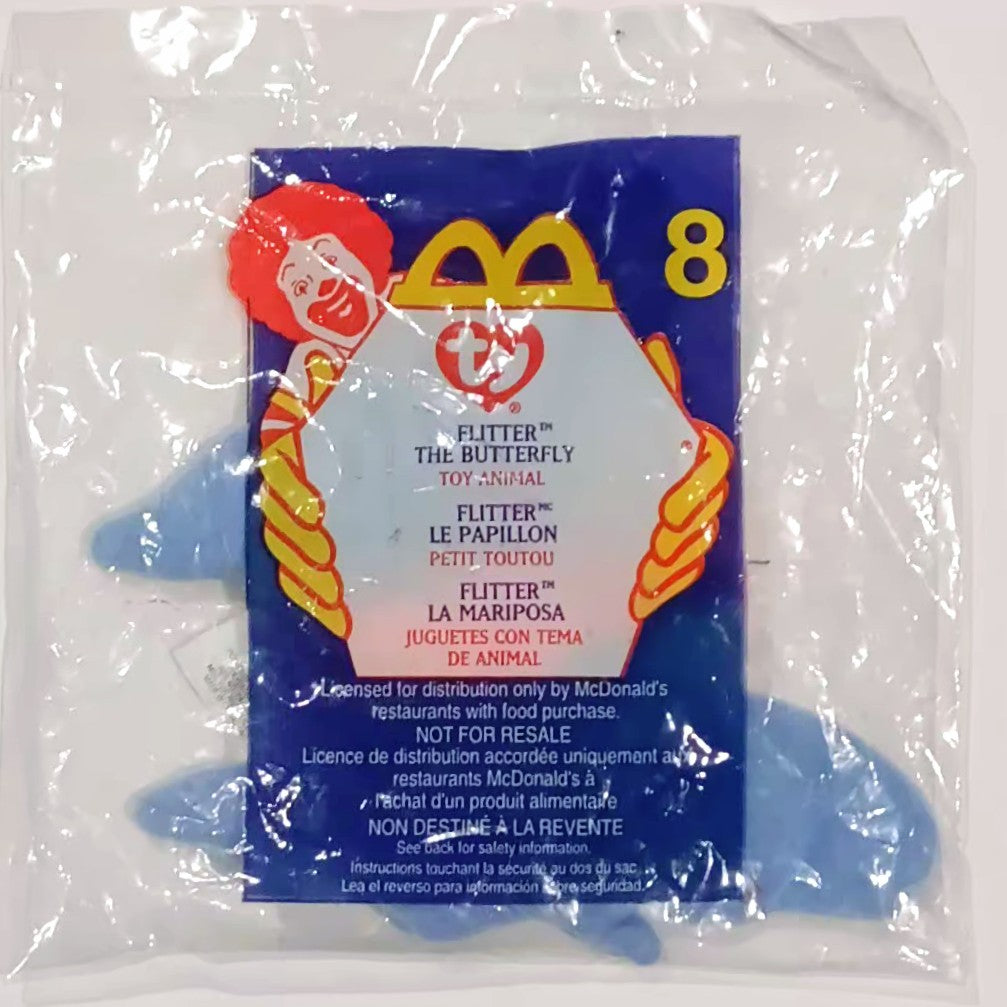 8
ty
®
FLITTER™
THE BUTTERFLY
TOY ANIMAL
FLITTER MC
LE PAPILLON
PETIT TOUTOU
FLITTER™
LA MARIPOSA
JUGUETES CON TEMA
DE ANIMAL
Licensed for distribution only by McDonald's
restaurants with food purchase.
NOT FOR RESALE
Licence de distribution accordée uniquement aux
restaurants McDonald's à
l'achat d'un produit alimentaire
NON DESTINÉ À LA REVENTE
See back for safety information.
Instructions touchant la sécurité au dos du sac
Lea el reverso para información sobre seguridad.